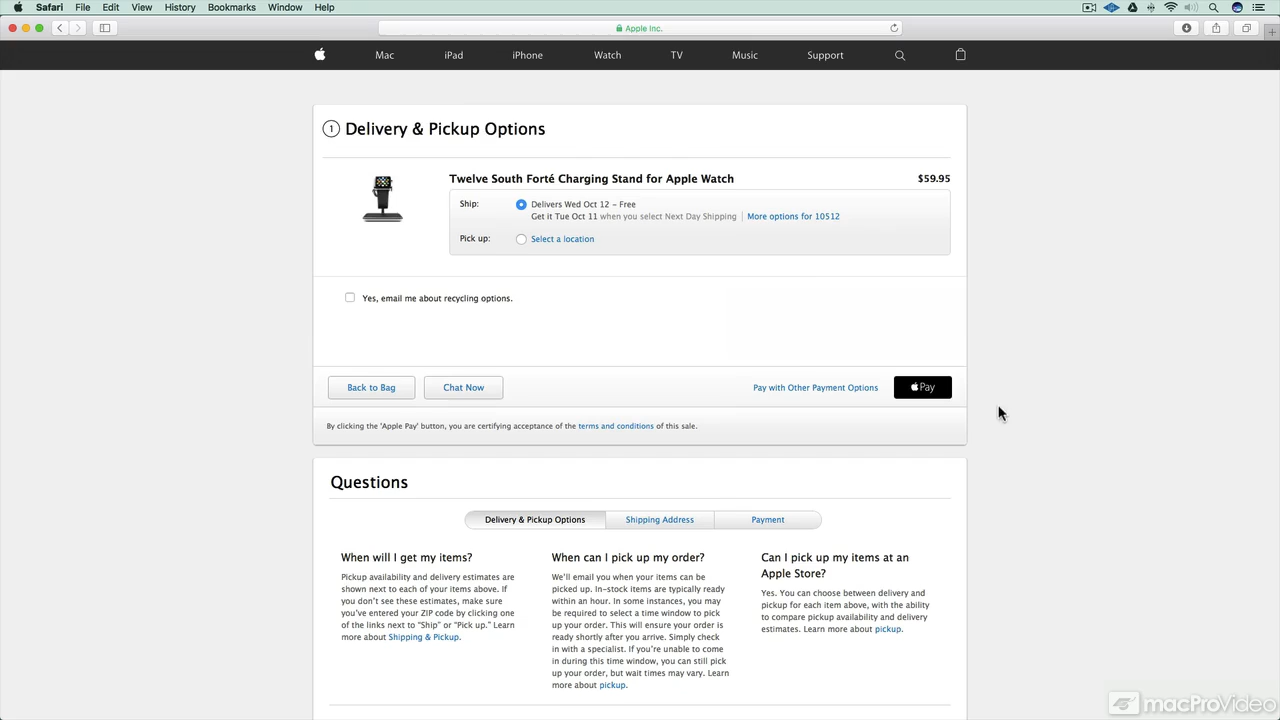 Safari File Edit View History Bookmarks Window Help
Apple Inc.
Mac iPad iPhone Watch TV Music Support
1 Delivery & Pickup Options
Twelve South Forté Charging Stand for Apple Watch $59.95
Ship: Delivers Wed Oct 12 – Free
Get it Tue Oct 11 when you select Next Day Shipping | More options for 10512
Pick up: Select a location
Yes, email me about recycling options.
Back to Bag Chat Now Pay with Other Payment Options Pay
By clicking the 'Apple Pay' button, you are certifying acceptance of the terms and conditions of this sale.
Questions
Delivery & Pickup Options Shipping Address Payment
When will I get my items?
Pickup availability and delivery estimates are
shown next to each of your items above. If
you don't see these estimates, make sure
you've entered your ZIP code by clicking one
of the links next to “Ship” or “Pick up.” Learn
more about Shipping & Pickup.
When can I pick up my order?
We'll email you when your items can be
picked up. In-stock items are typically ready
within an hour. In some instances, you may
be required to select a time window to pick
up your order. This will ensure your order is
ready shortly after you arrive. Simply check
in with a specialist. If you're unable to come
in during this time window, you can still pick
up your order, but wait times may vary. Learn
more about pickup.
Can I pick up my items at an
Apple Store?
Yes. You can choose between delivery and
pickup for each item above, with the ability
to compare pickup availability and delivery
estimates. Learn more about pickup.
macProVideo